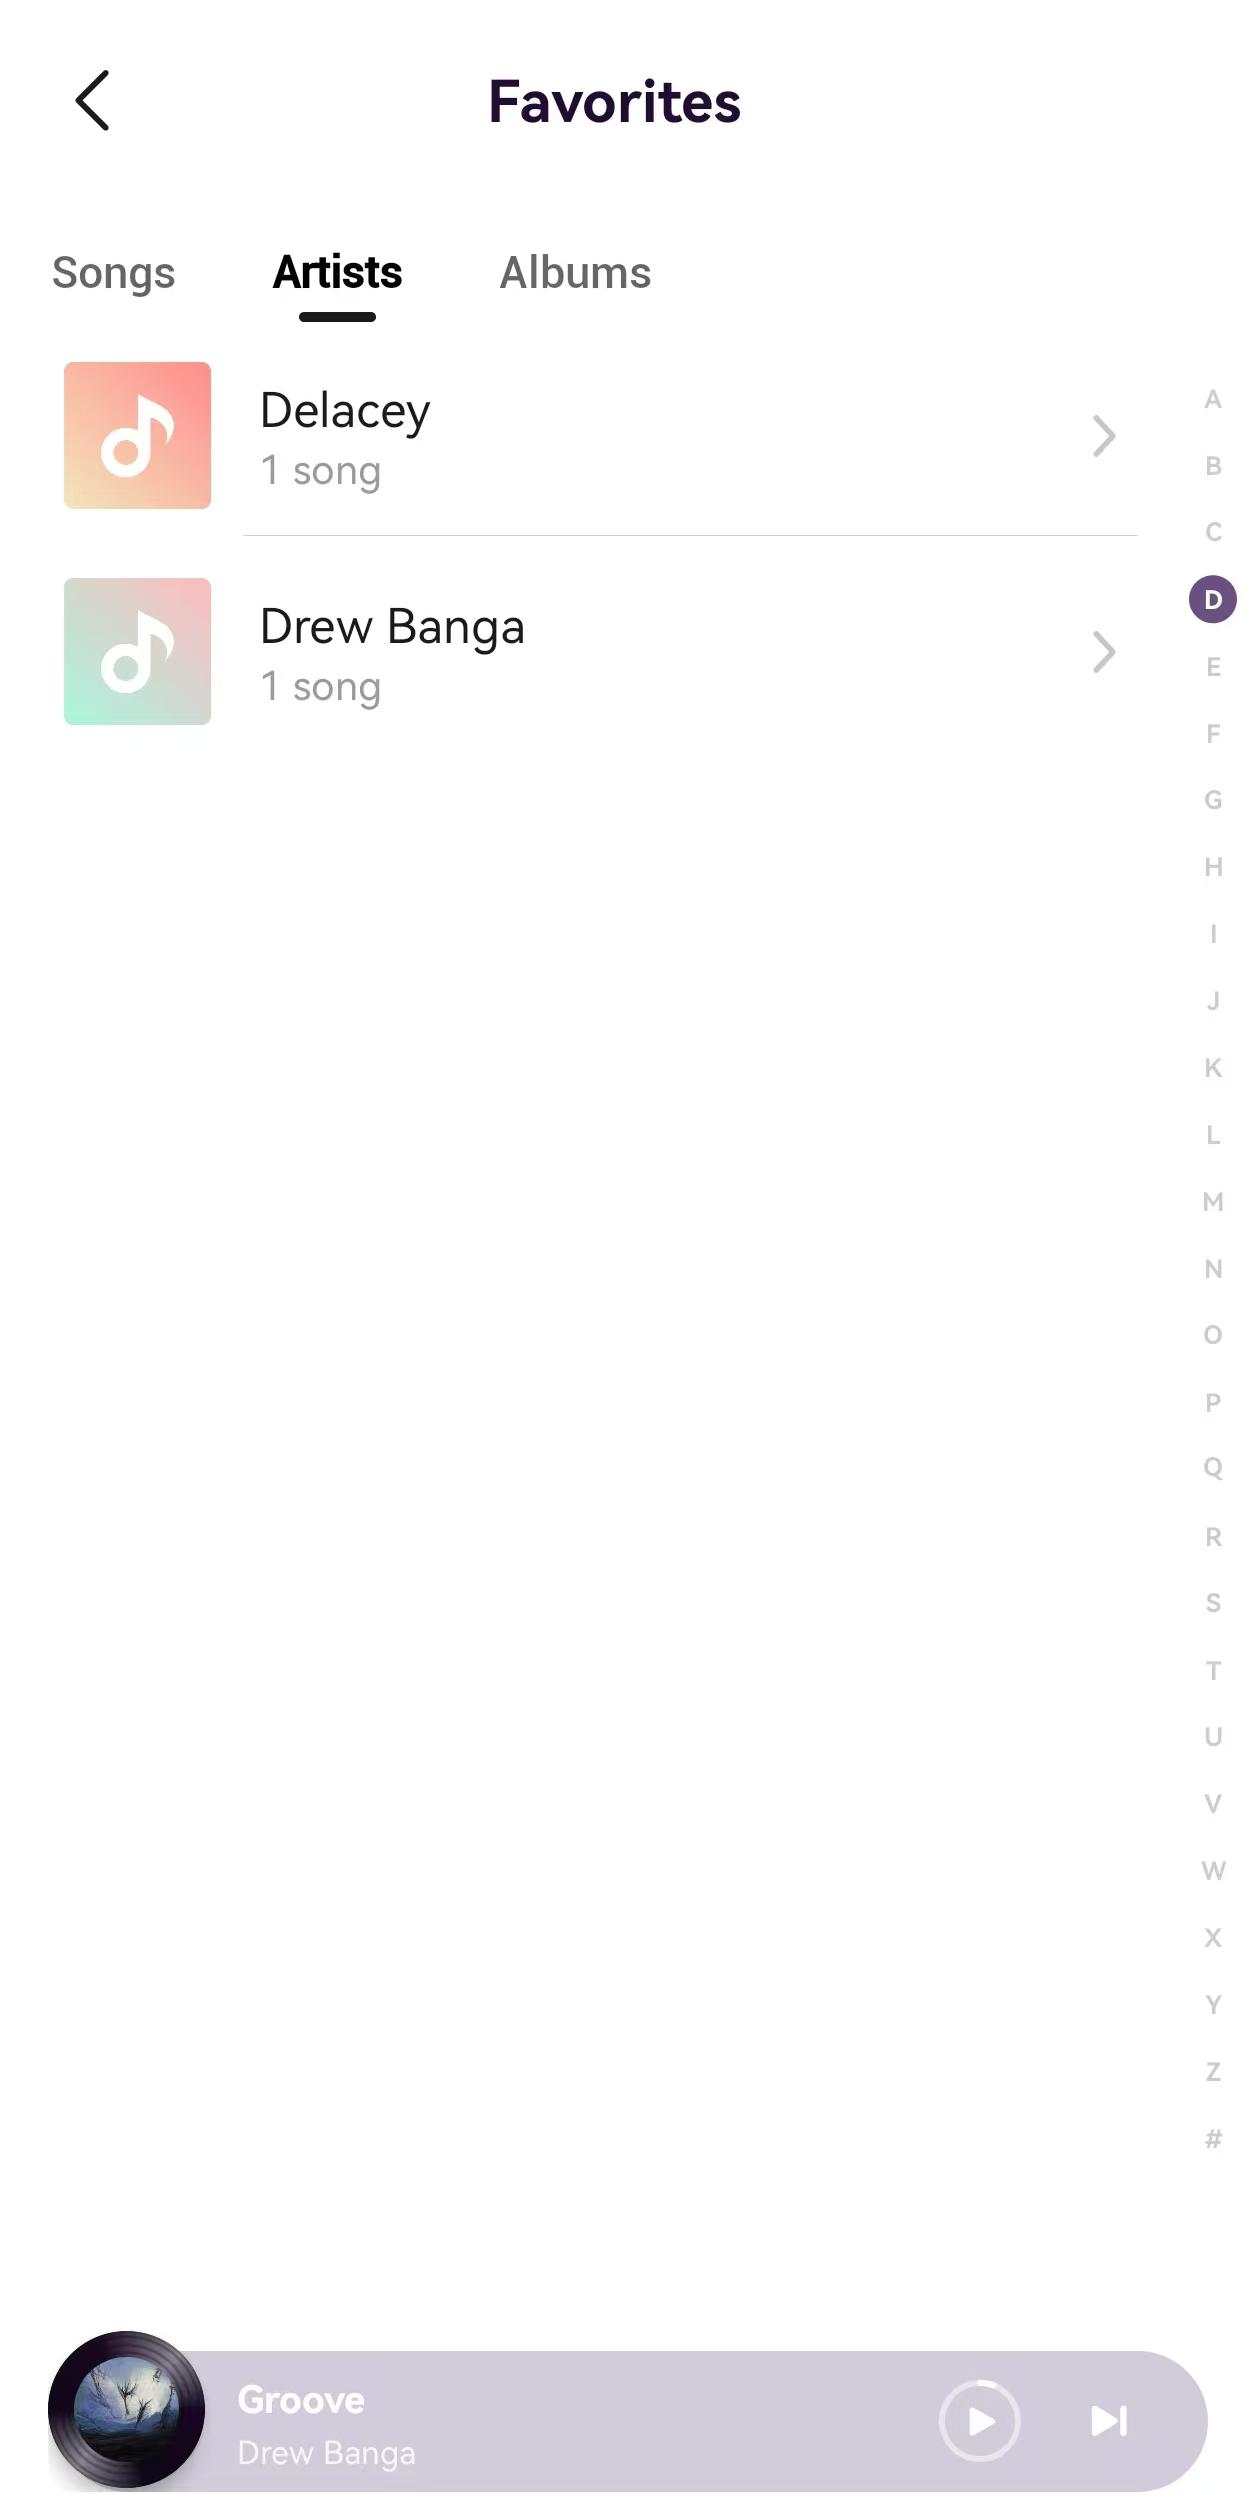 Favorites
Songs
Artists
Albums
Delacey
1 song
Drew Banga
1 song
A
B
C
D
E
F
G
H
I
J
K
L
M
N
O
P
Q
R
S
T
U
V
W
X
Y
Z
#
Groove
Drew Banga